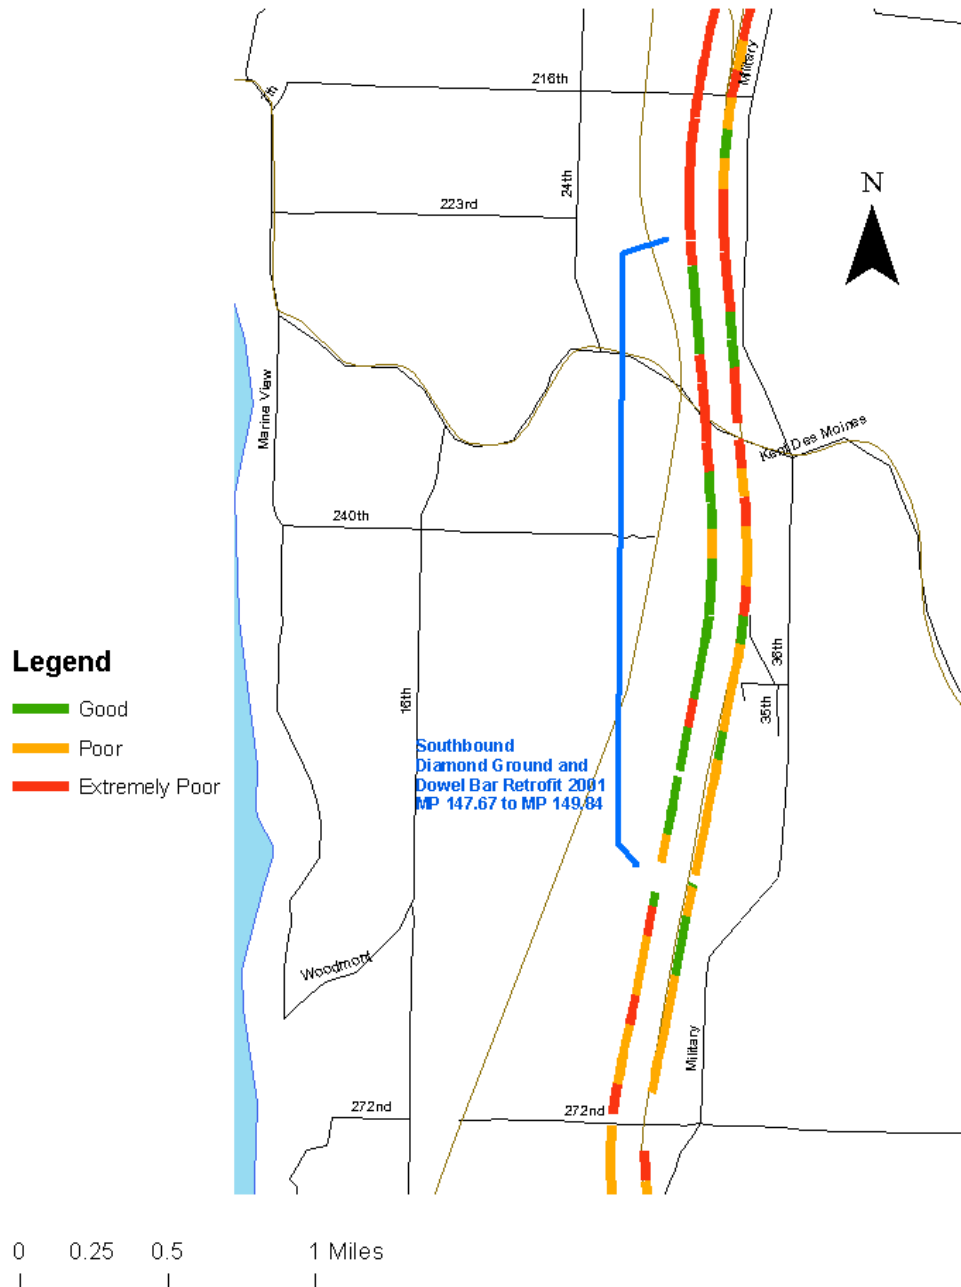 Military
216th
7th
N
24th
223rd
Marine View
Kent Des Moines
240th
36th
Legend
16th
35th
Good
Southbound
Diamond Ground and
Dowel Bar Retrofit 2001
MP 147.67 to MP 149.84
Poor
Extremely Poor
Woodmont
Military
272nd
272nd
0 0.25 0.5 1 Miles